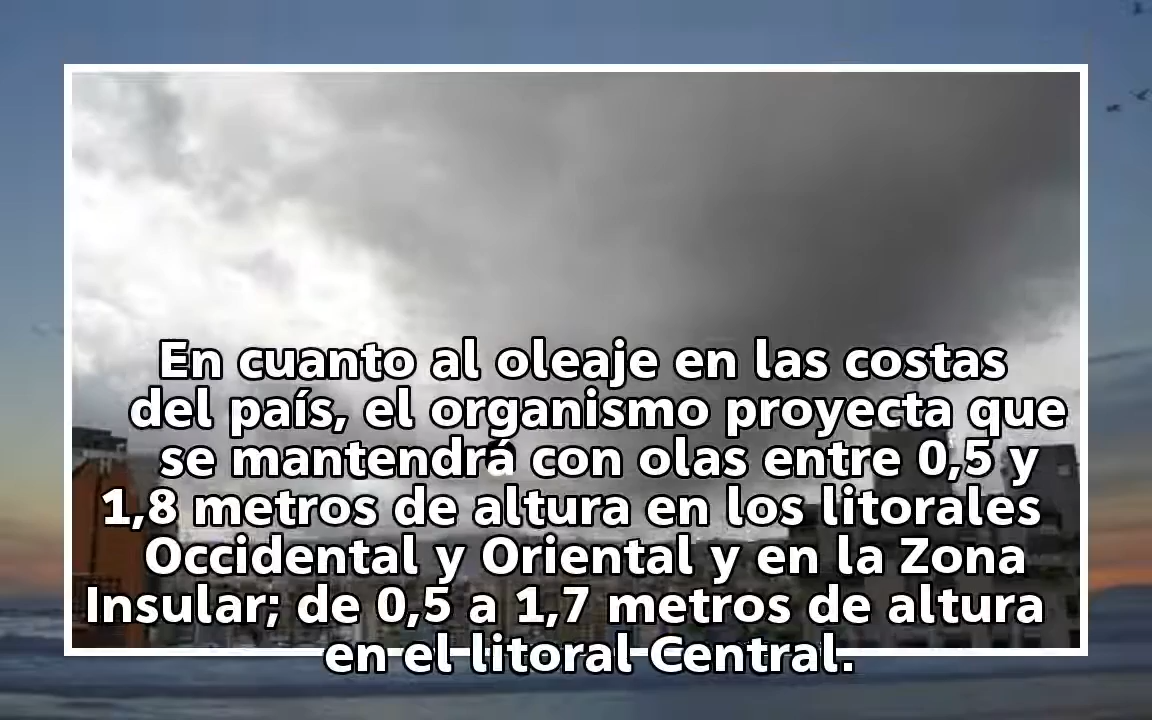 En cuanto al oleaje en las costas
del país, el organismo proyecta que
se mantendrá con olas entre 0,5 y
1,8 metros de altura en los litorales
Occidental y Oriental y en la Zona
Insular; de 0,5 a 1,7 metros de altura
en el litoral Central.